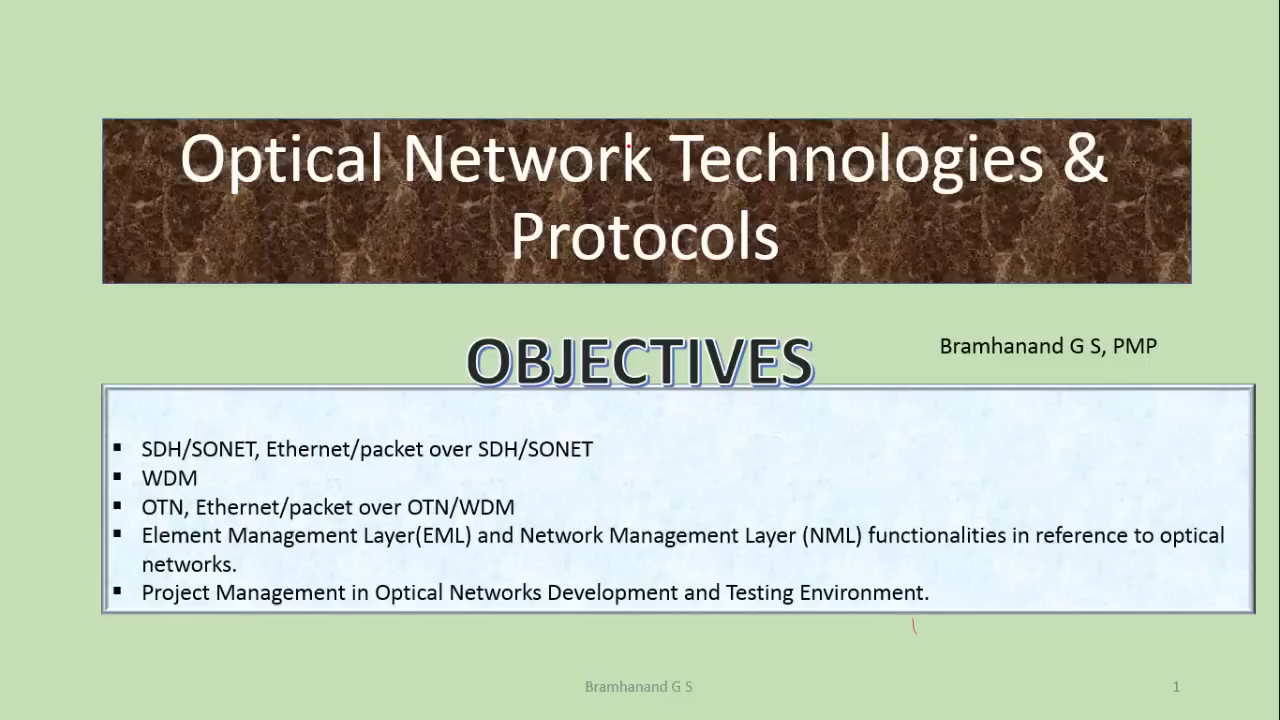 Optical Network Technologies &
Protocols
OBJECTIVES
Bramhanand G S, PMP
▪ SDH/SONET, Ethernet/packet over SDH/SONET
▪ WDM
▪ OTN, Ethernet/packet over OTN/WDM
▪ Element Management Layer(EML) and Network Management Layer (NML) functionalities in reference to optical
networks.
▪ Project Management in Optical Networks Development and Testing Environment.
Bramhanand G S
1